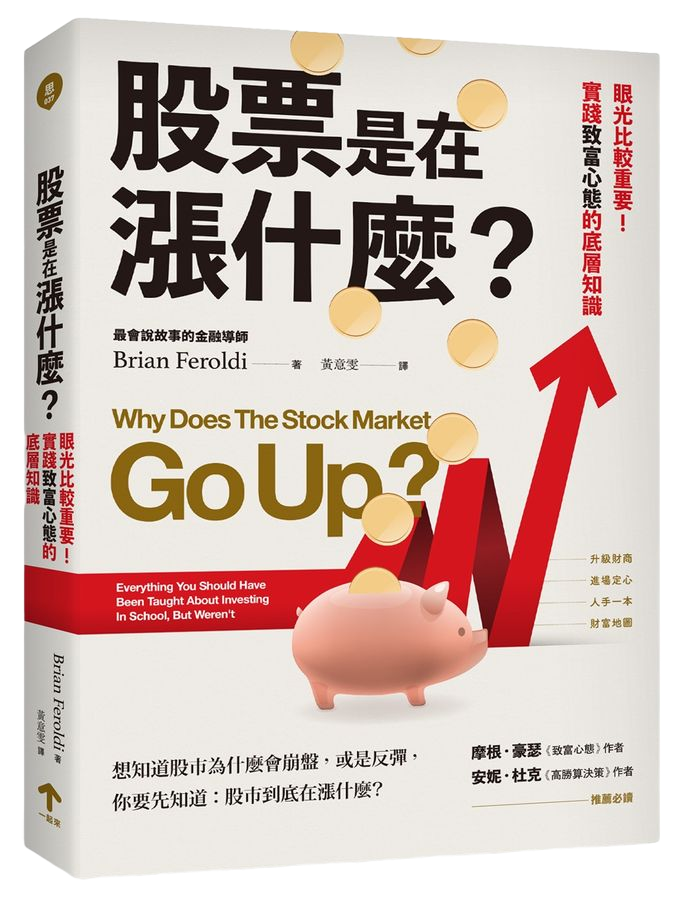 股票是在
漲什麼？
眼光比較重要！
實踐致富心態的底層知識
最會說故事的金融導師
Brian Feroldi 著 黃意雯 譯
Why Does The Stock Market
Go Up?
Everything You Should Have
Been Taught About Investing
In School, But Weren't
升級財商
進場定心
人手一本
財富地圖
想知道股市為什麼會崩盤，或是反彈，
你要先知道：股市到底在漲什麼？
摩根・豪瑟《致富心態》作者
安妮・杜克《高勝算決策》作者
推薦必讀
思
037
股票是在漲什麼？
眼光比較重要！
實踐致富心態的
底層知識
Brian Feroldi 著
黃意雯 譯
一起來